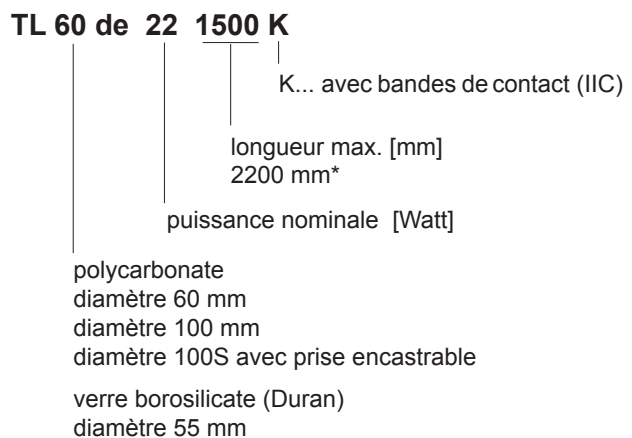 TL 60 de 22 1500 K
K... avec bandes de contact (IIC)
longueur max. [mm]
2200 mm*
puissance nominale [Watt]
polycarbonate
diamètre 60 mm
diamètre 100 mm
diamètre 100S avec prise encastrable
verre borosilicate (Duran)
diamètre 55 mm